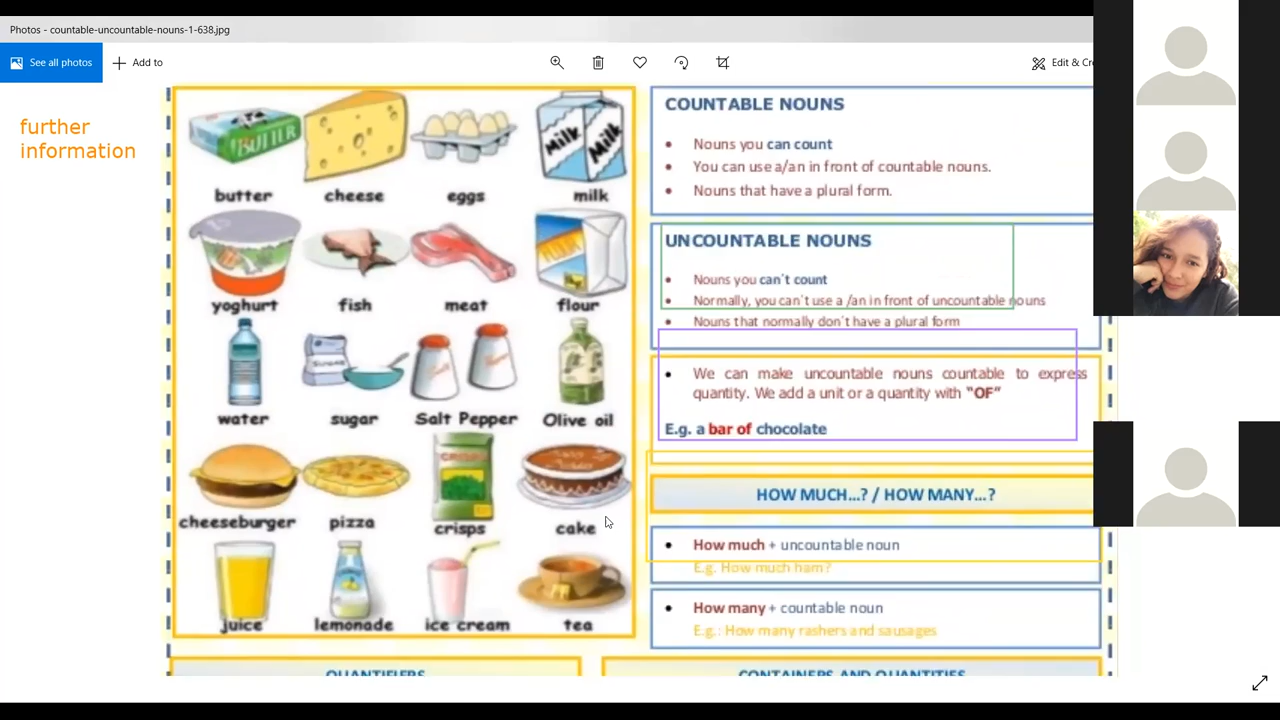 Photos - countable-uncountable-nouns-1-638.jpg
See all photos
Add to
Edit & Cr
further
information
BUTTER
Milk
Milk
butter cheese eggs milk
FLOUR
yoghurt fish meat flour
SUGAR
water sugar Salt Pepper Olive oil
CRISPS
cheeseburger pizza crisps cake
juice lemonade ice cream tea
COUNTABLE NOUNS
• Nouns you can count
• You can use a/an in front of countable nouns.
• Nouns that have a plural form.
UNCOUNTABLE NOUNS
• Nouns you can´t count
• Normally, you can´t use a /an in front of uncountable nouns
• Nouns that normally don´t have a plural form
• We can make uncountable nouns countable to express
quantity. We add a unit or a quantity with "OF"
E.g. a bar of chocolate
HOW MUCH...? / HOW MANY...?
• How much + uncountable noun
E.g. How much ham?
• How many + countable noun
E.g.: How many rashers and sausages
QUANTIFIERS
CONTAINERS AND QUANTITIES